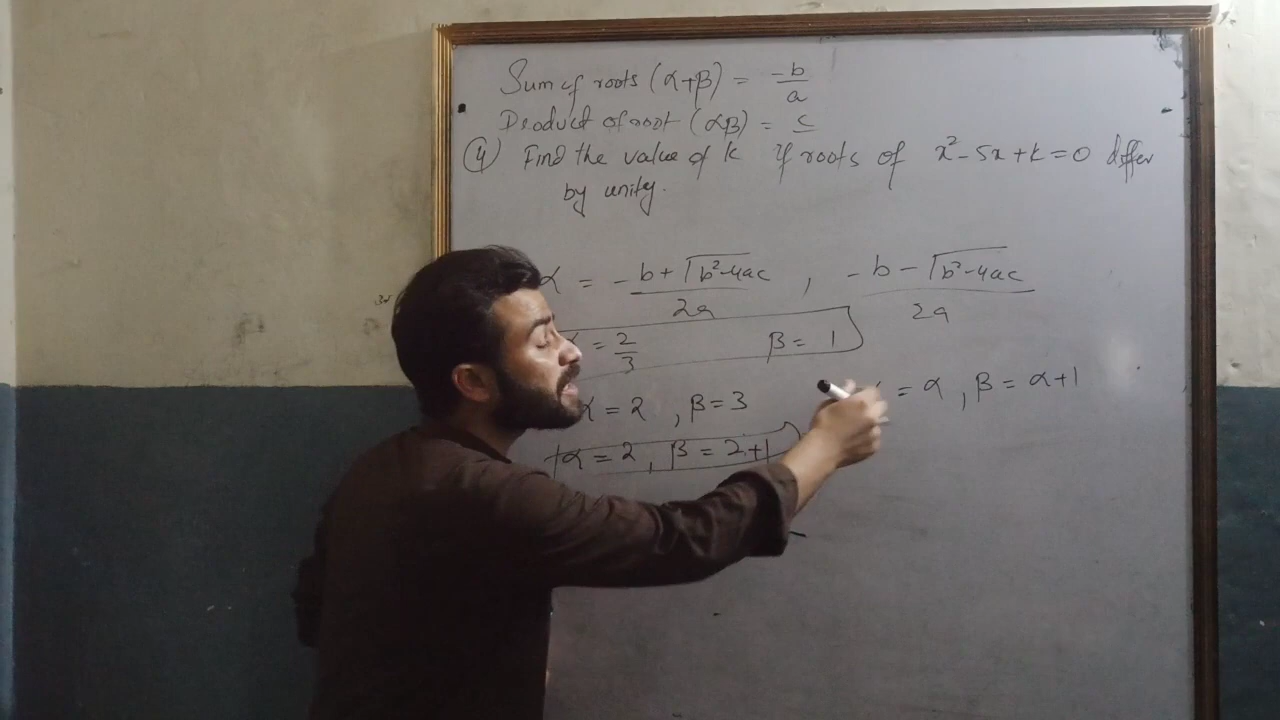 Sum of roots (α+β) = -b/a
Product of root (αβ) = c
(4) Find the value of k if roots of x²-5x+k=0 differ
by unity.
α = -b+√b²-4ac/2a , -b-√b²-4ac/2a
= 2/3 β = 1
α = 2 , β = 3
= α , β = α+1
α = 2 , β = 2+1